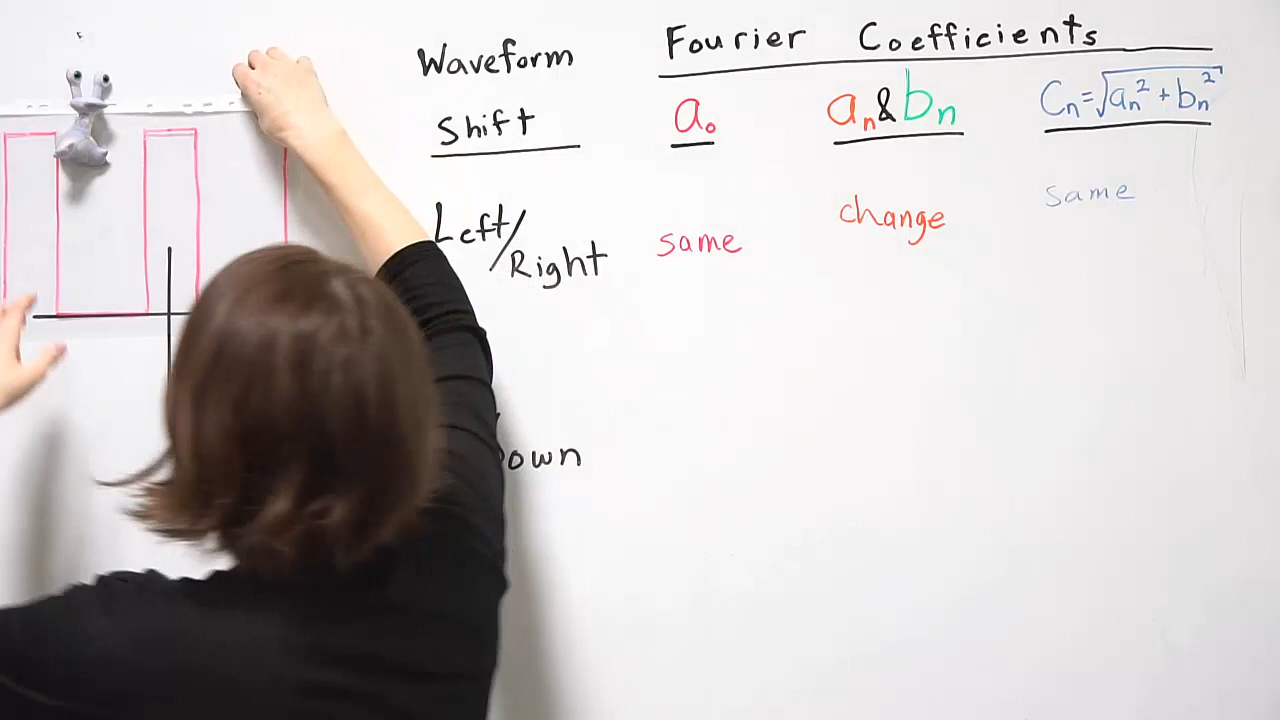 Waveform Shift
Fourier Coefficients
a₀
aₙ & bₙ
Cₙ = √aₙ² + bₙ²
Left/Right
same
change
same
own